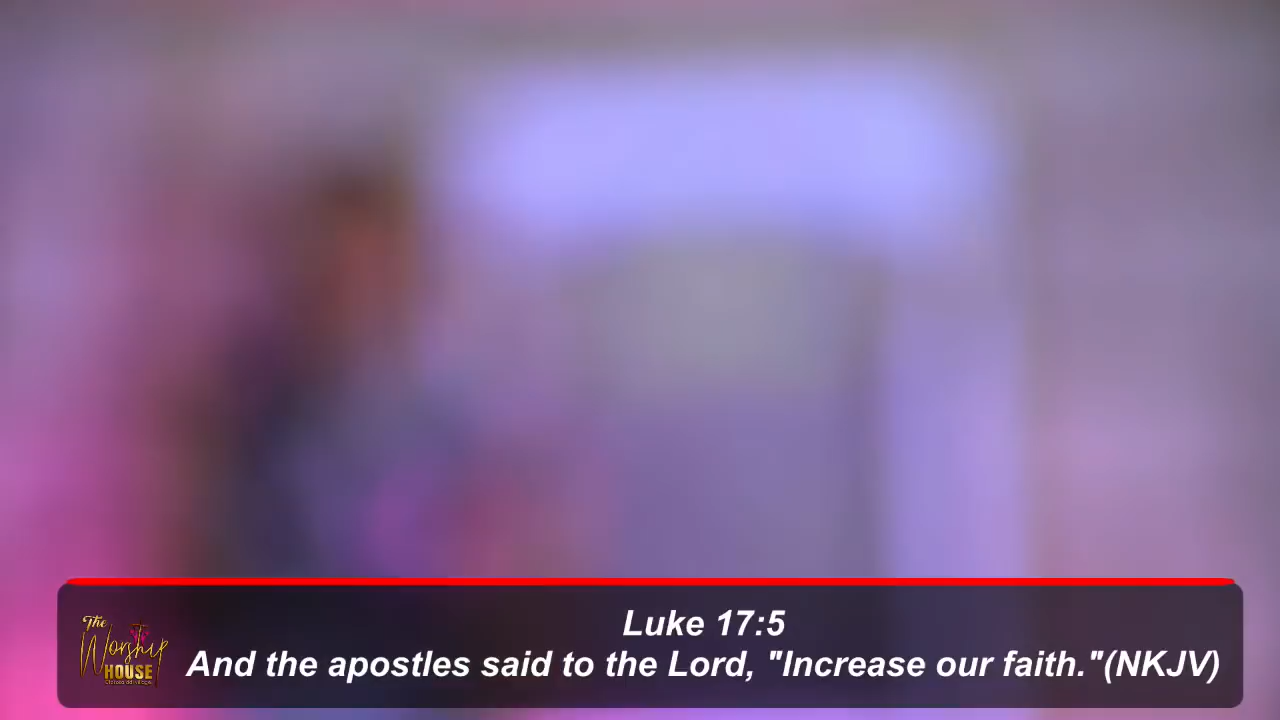 Luke 17:5
And the apostles said to the Lord, "Increase our faith."(NKJV)
The
Worship
HOUSE